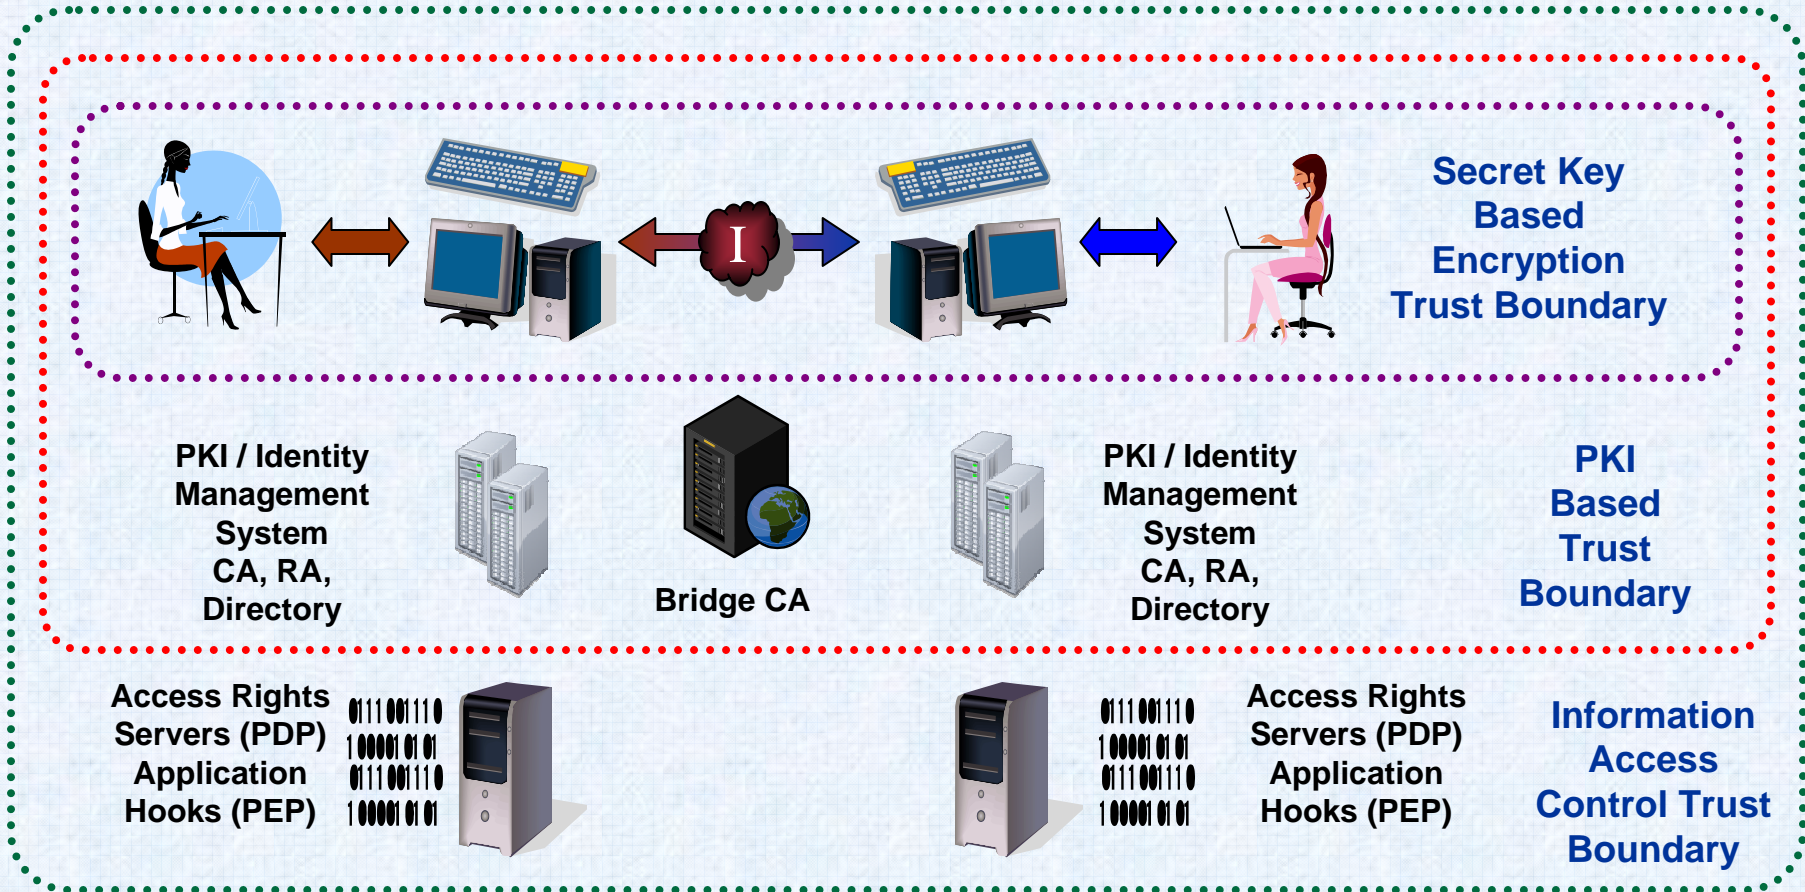 I
Secret Key
Based
Encryption
Trust Boundary
PKI / Identity
Management
System
CA, RA,
Directory
Bridge CA
PKI / Identity
Management
System
CA, RA,
Directory
PKI
Based
Trust
Boundary
Access Rights
Servers (PDP)
Application
Hooks (PEP)
0111001110
1000010101
0111001110
1000010101
0111001110
1000010101
0111001110
1000010101
Access Rights
Servers (PDP)
Application
Hooks (PEP)
Information
Access
Control Trust
Boundary